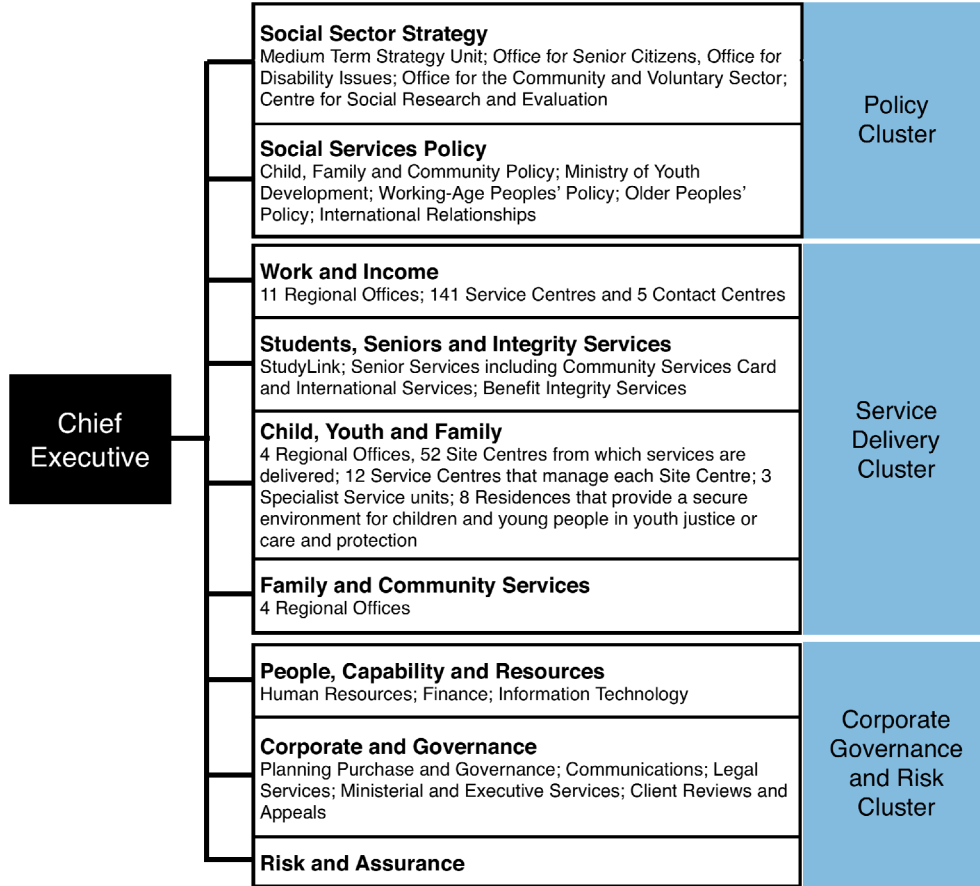 Social Sector Strategy
Medium Term Strategy Unit; Office for Senior Citizens, Office for
Disability Issues; Office for the Community and Voluntary Sector;
Centre for Social Research and Evaluation
Policy
Cluster
Social Services Policy
Child, Family and Community Policy; Ministry of Youth
Development; Working-Age Peoples’ Policy; Older Peoples’
Policy; International Relationships
Work and Income
11 Regional Offices; 141 Service Centres and 5 Contact Centres
Students, Seniors and Integrity Services
StudyLink; Senior Services including Community Services Card
and International Services; Benefit Integrity Services
Chief
Executive
Service
Delivery
Cluster
Child, Youth and Family
4 Regional Offices, 52 Site Centres from which services are
delivered; 12 Service Centres that manage each Site Centre; 3
Specialist Service units; 8 Residences that provide a secure
environment for children and young people in youth justice or
care and protection
Family and Community Services
4 Regional Offices
People, Capability and Resources
Human Resources; Finance; Information Technology
Corporate and Governance
Planning Purchase and Governance; Communications; Legal
Services; Ministerial and Executive Services; Client Reviews and
Appeals
Corporate
Governance
and Risk
Cluster
Risk and Assurance